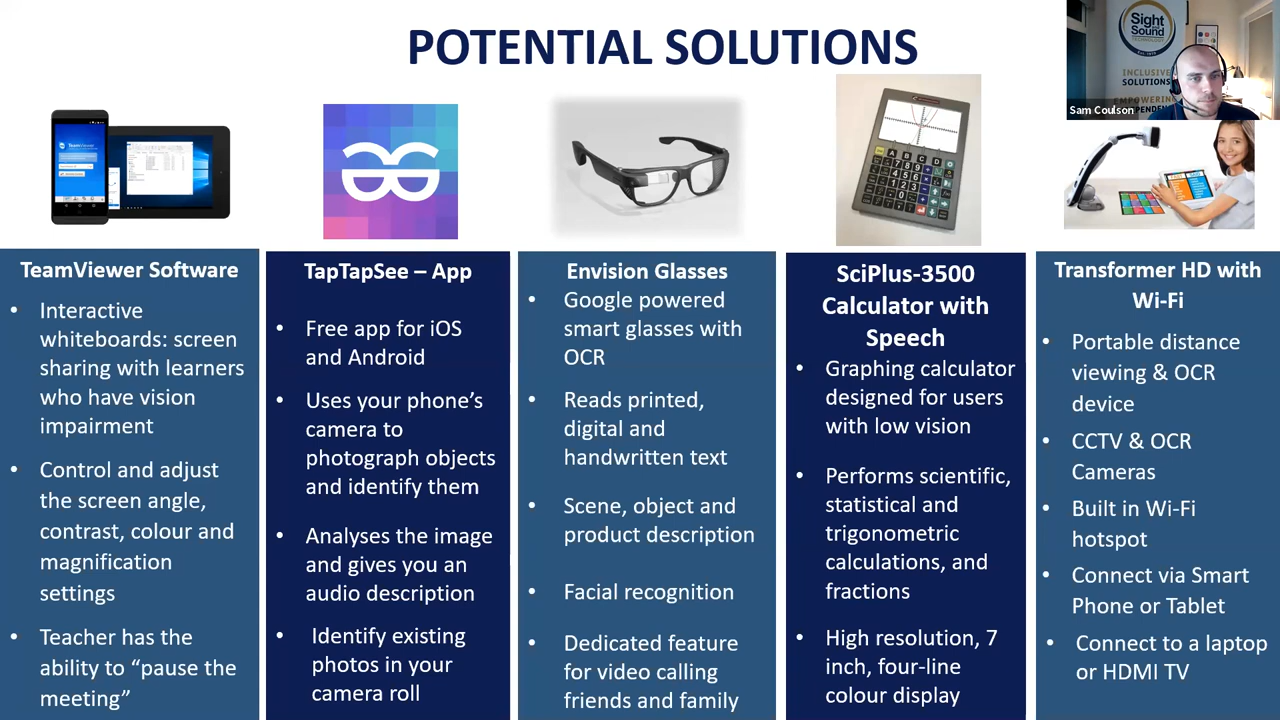 POTENTIAL SOLUTIONS
Sight
and
Sound
TECHNOLOGY
INCLUSIVE
SOLUTIONS
EMPOWERING
Sam Coulson
TeamViewer
TeamViewer Software
• Interactive
whiteboards: screen
sharing with learners
who have vision
impairment
• Control and adjust
the screen angle,
contrast, colour and
magnification
settings
• Teacher has the
ability to “pause the
meeting”
TapTapSee – App
• Free app for iOS
and Android
• Uses your phone’s
camera to
photograph objects
and identify them
• Analyses the image
and gives you an
audio description
• Identify existing
photos in your
camera roll
Envision Glasses
• Google powered
smart glasses with
OCR
• Reads printed,
digital and
handwritten text
• Scene, object and
product description
• Facial recognition
• Dedicated feature
for video calling
friends and family
SciPlus-3500
Calculator with
Speech
• Graphing calculator
designed for users
with low vision
• Performs scientific,
statistical and
trigonometric
calculations, and
fractions
• High resolution, 7
inch, four-line
colour display
Transformer HD with
Wi-Fi
• Portable distance
viewing & OCR
device
• CCTV & OCR
Cameras
• Built in Wi-Fi
hotspot
• Connect via Smart
Phone or Tablet
• Connect to a laptop
or HDMI TV